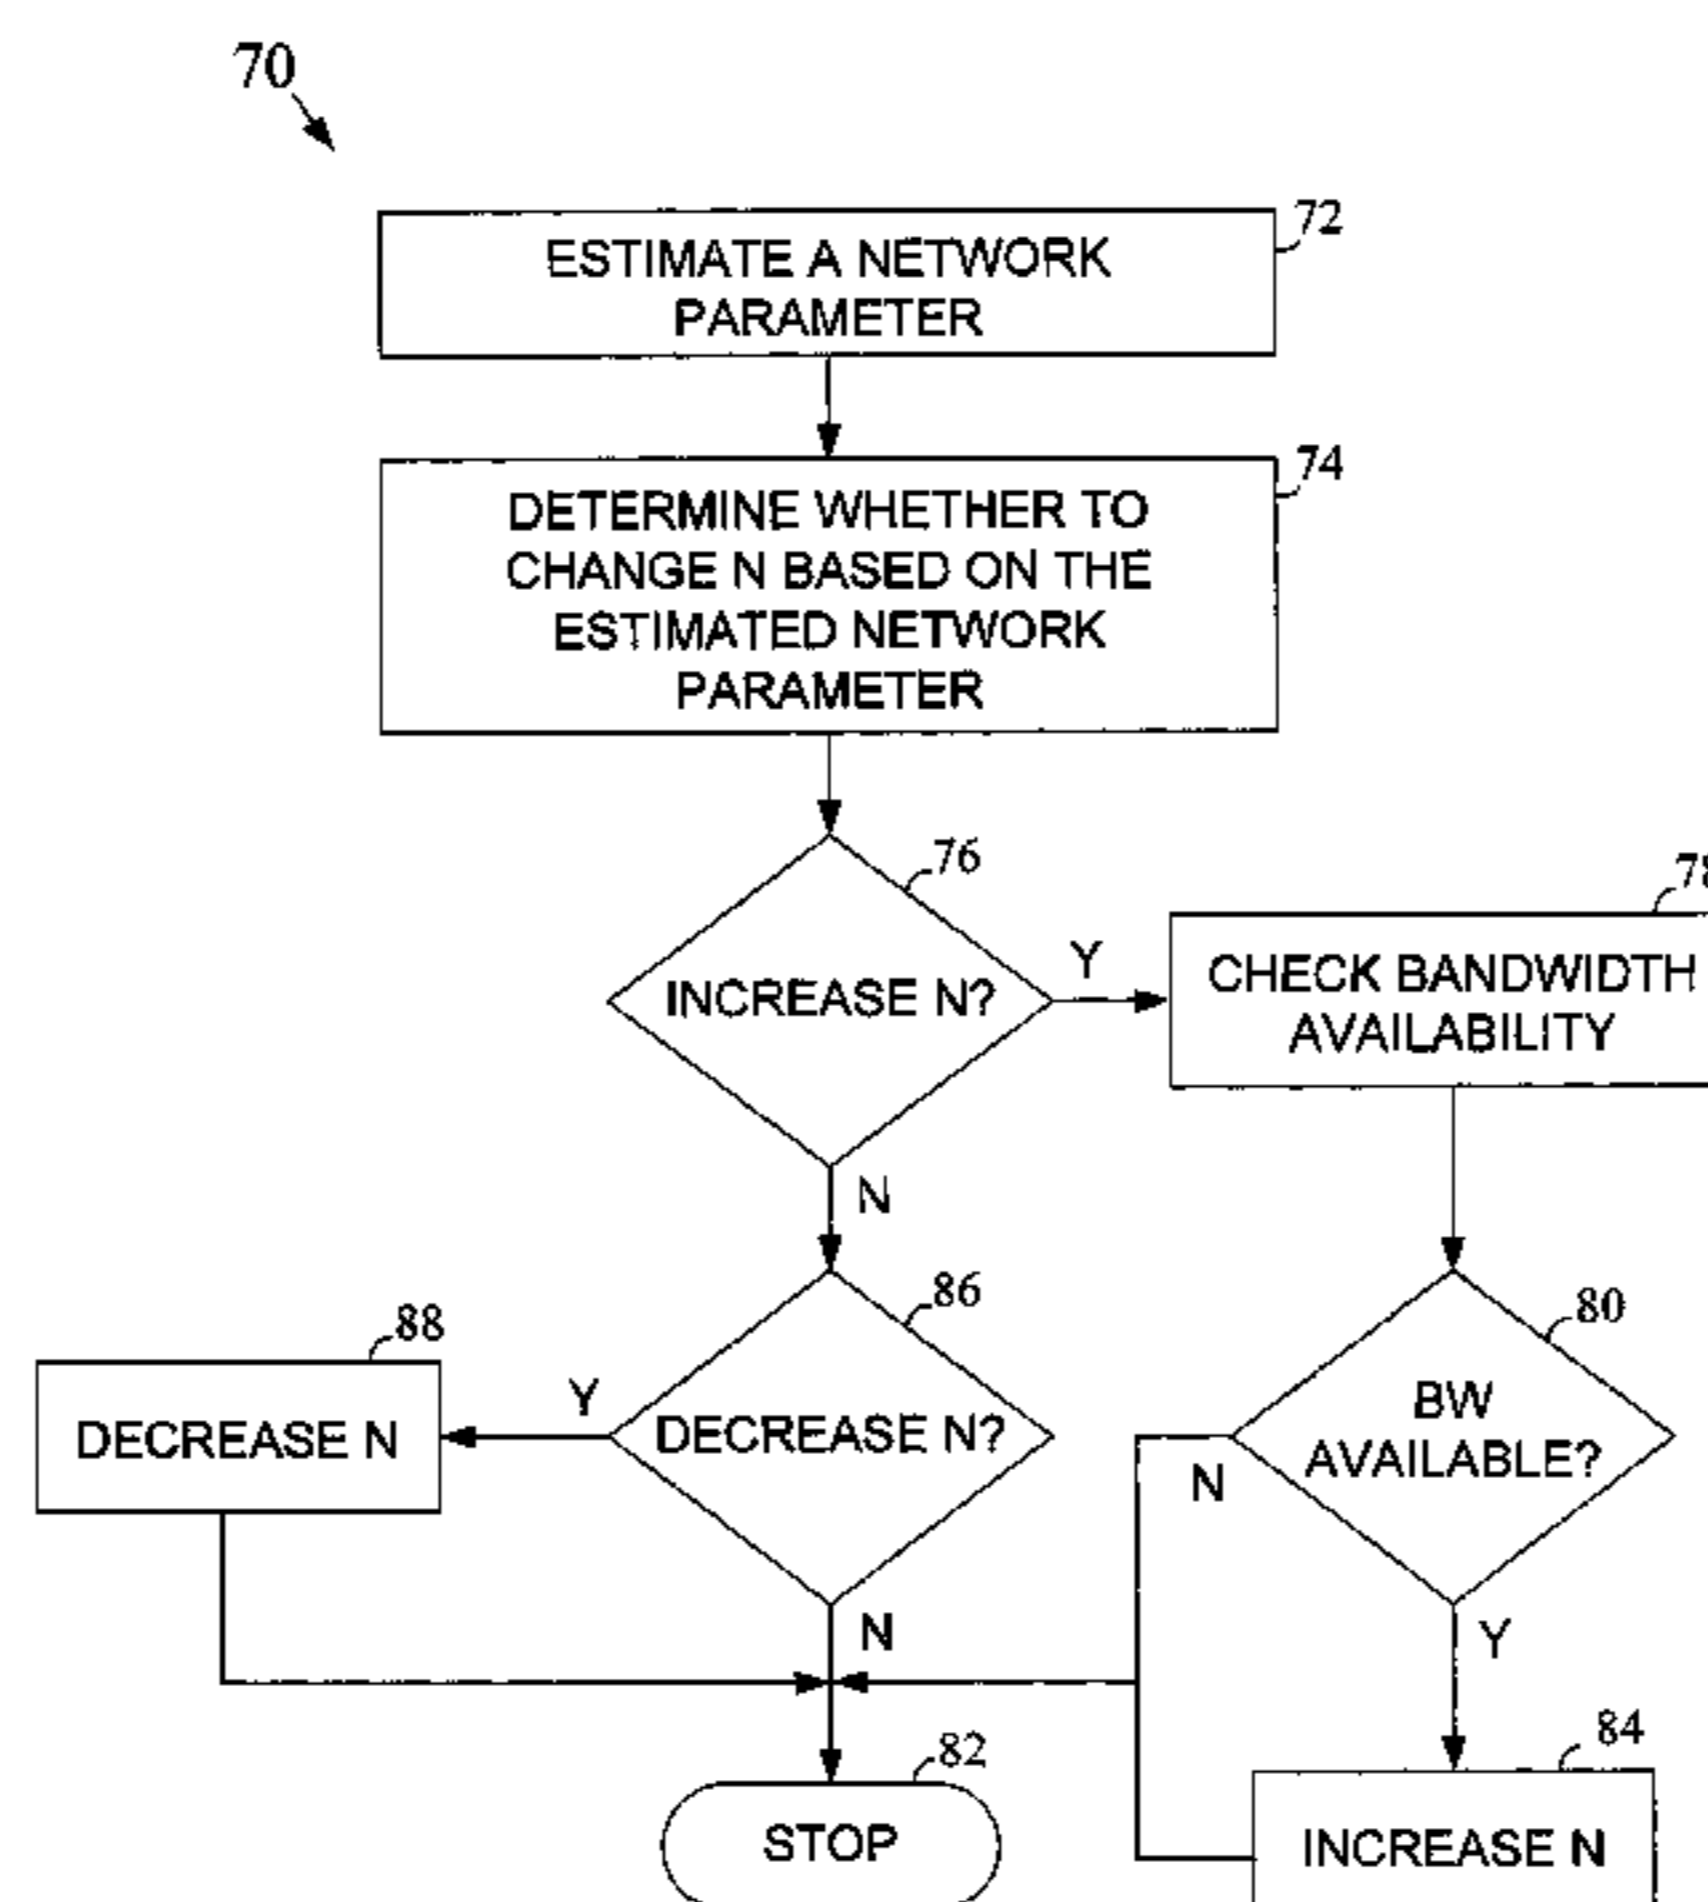 70
72
ESTIMATE A NETWORK
PARAMETER
74
DETERMINE WHETHER TO
CHANGE N BASED ON THE
ESTIMATED NETWORK
PARAMETER
76
INCREASE N?
Y
78
CHECK BANDWIDTH
AVAILABILITY
N
86
DECREASE N?
Y
88
DECREASE N
80
BW
AVAILABLE?
N
N
Y
82
STOP
84
INCREASE N